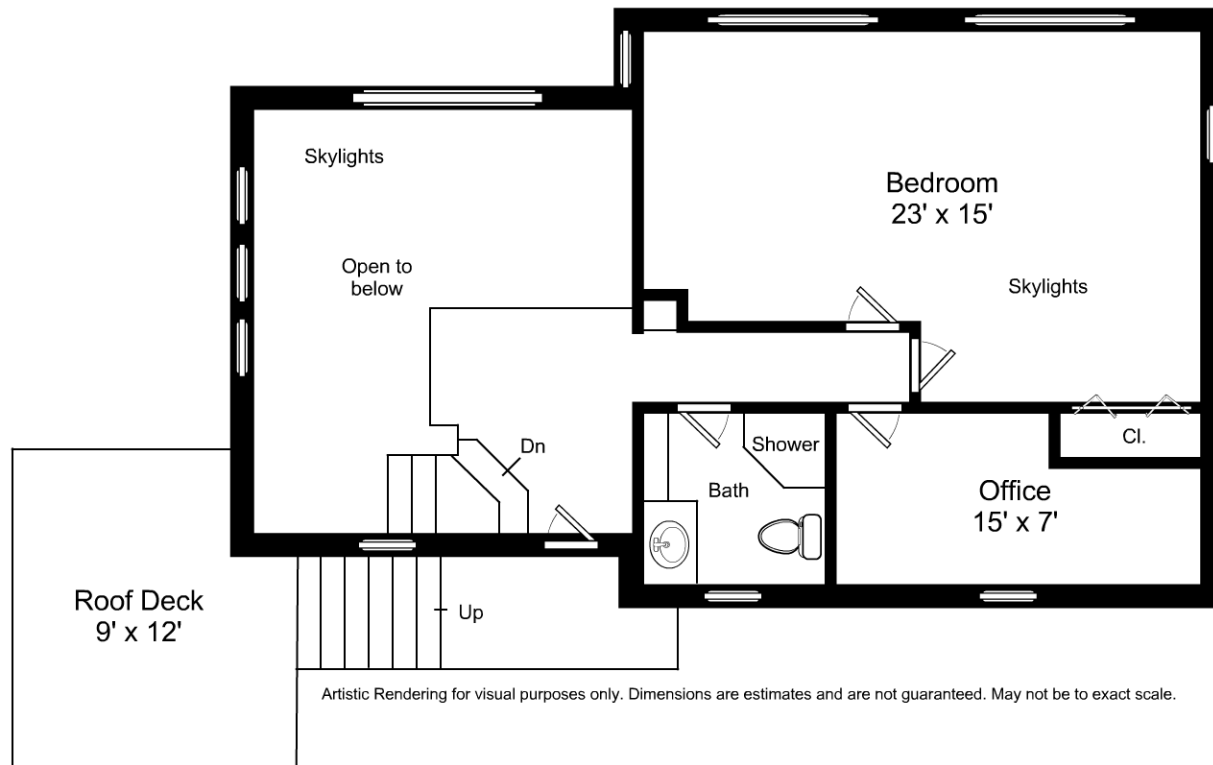 Skylights
Open to
below
Bedroom
23' x 15'
Skylights
Dn
Shower
Bath
Cl.
Office
15' x 7'
Roof Deck
9' x 12'
Up
Artistic Rendering for visual purposes only. Dimensions are estimates and are not guaranteed. May not be to exact scale.